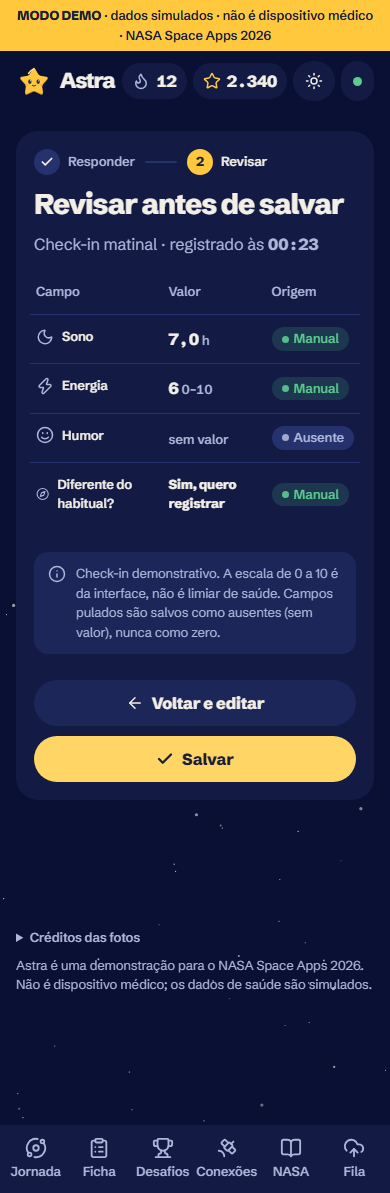 MODO DEMO · dados simulados · não é dispositivo médico
· NASA Space Apps 2026
Astra 12 2.340
Responder 2 Revisar
Revisar antes de salvar
Check-in matinal · registrado às 00:23
Campo Valor Origem
Sono 7,0 h Manual
Energia 6 0–10 Manual
Humor sem valor Ausente
Diferente do habitual? Sim, quero registrar Manual
Check-in demonstrativo. A escala de 0 a 10 é
da interface, não é limiar de saúde. Campos
pulados são salvos como ausentes (sem
valor), nunca como zero.
Voltar e editar
Salvar
Créditos das fotos
Astra é uma demonstração para o NASA Space Apps 2026.
Não é dispositivo médico; os dados de saúde são simulados.
Jornada Ficha Desafios Conexões NASA Fila